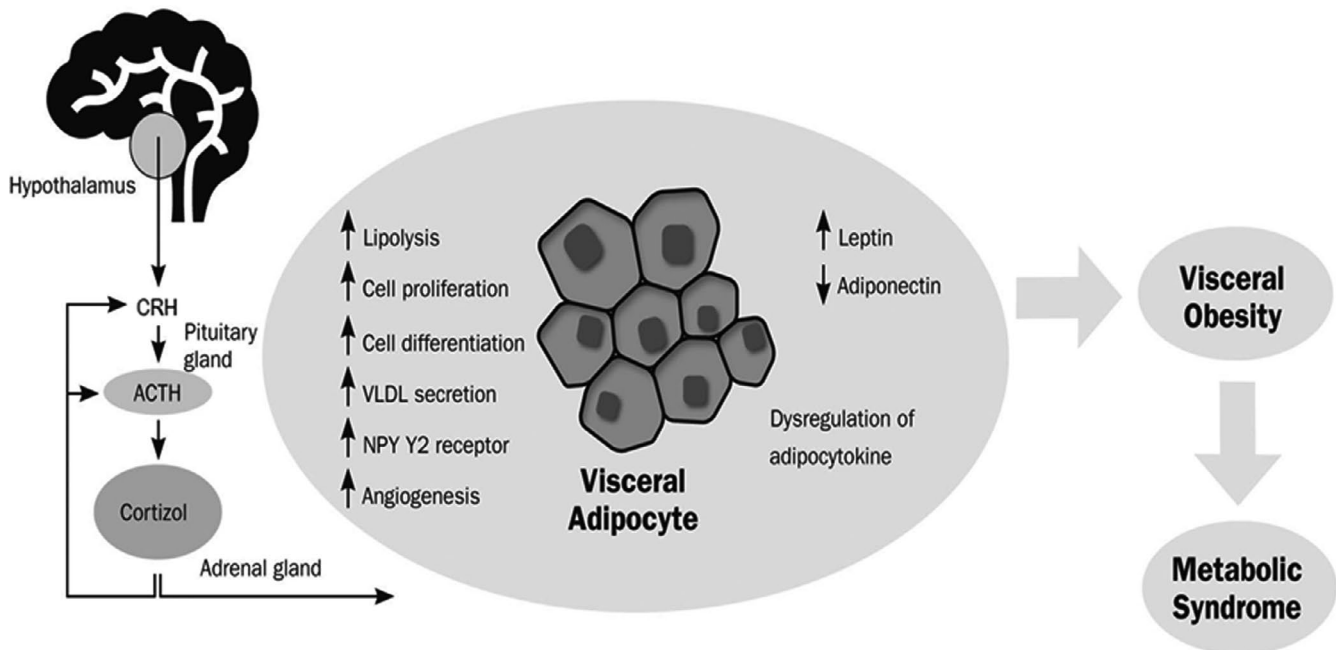 Hypothalamus
CRH
Pituitary
gland
ACTH
Cortizol
Adrenal gland
Lipolysis
Cell proliferation
Cell differentiation
VLDL secretion
NPY Y2 receptor
Angiogenesis
Visceral
Adipocyte
Leptin
Adiponectin
Dysregulation of
adipocytokine
Visceral
Obesity
Metabolic
Syndrome